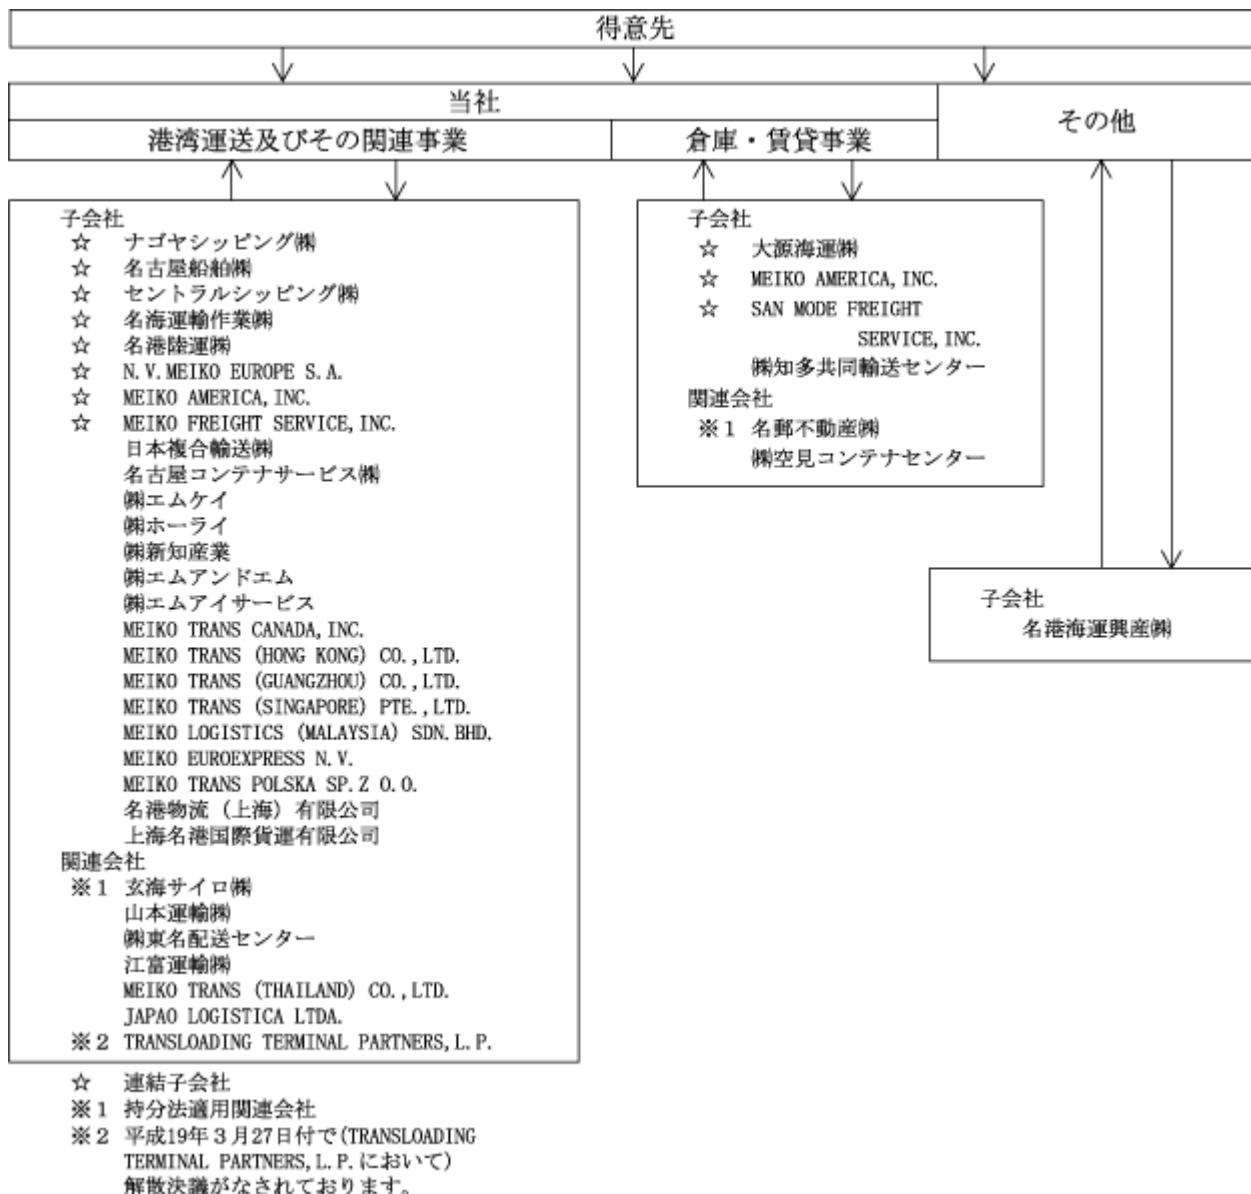 得意先
当社
その他
港湾運送及びその関連事業
倉庫・賃貸事業
子会社
☆ ナゴヤシッピング㈱
☆ 名古屋船舶㈱
☆ セントラルシッピング㈱
☆ 名海運輸作業㈱
☆ 名港陸運㈱
☆ N.V.MEIKO EUROPE S.A.
☆ MEIKO AMERICA,INC.
☆ MEIKO FREIGHT SERVICE,INC.
日本複合輸送㈱
名古屋コンテナサービス㈱
㈱エムケイ
㈱ホーライ
㈱新知産業
㈱エムアンドエム
㈱エムアイサービス
MEIKO TRANS CANADA,INC.
MEIKO TRANS (HONG KONG) CO.,LTD.
MEIKO TRANS (GUANGZHOU) CO.,LTD.
MEIKO TRANS (SINGAPORE) PTE.,LTD.
MEIKO LOGISTICS (MALAYSIA) SDN.BHD.
MEIKO EUROEXPRESS N.V.
MEIKO TRANS POLSKA SP.Z O.O.
名港物流（上海）有限公司
上海名港国際貨運有限公司
関連会社
※１ 玄海サイロ㈱
山本運輸㈱
㈱東名配送センター
江富運輸㈱
MEIKO TRANS (THAILAND) CO.,LTD.
JAPAO LOGISTICA LTDA.
※２ TRANSLOADING TERMINAL PARTNERS,L.P.
子会社
☆ 大源海運㈱
☆ MEIKO AMERICA,INC.
☆ SAN MODE FREIGHT
SERVICE,INC.
㈱知多共同輸送センター
関連会社
※１ 名郵不動産㈱
㈱空見コンテナセンター
子会社
名港海運興産㈱
☆ 連結子会社
※１ 持分法適用関連会社
※２ 平成19年３月27日付で(TRANSLOADING
TERMINAL PARTNERS,L.P.において)
解散決議がなされております。